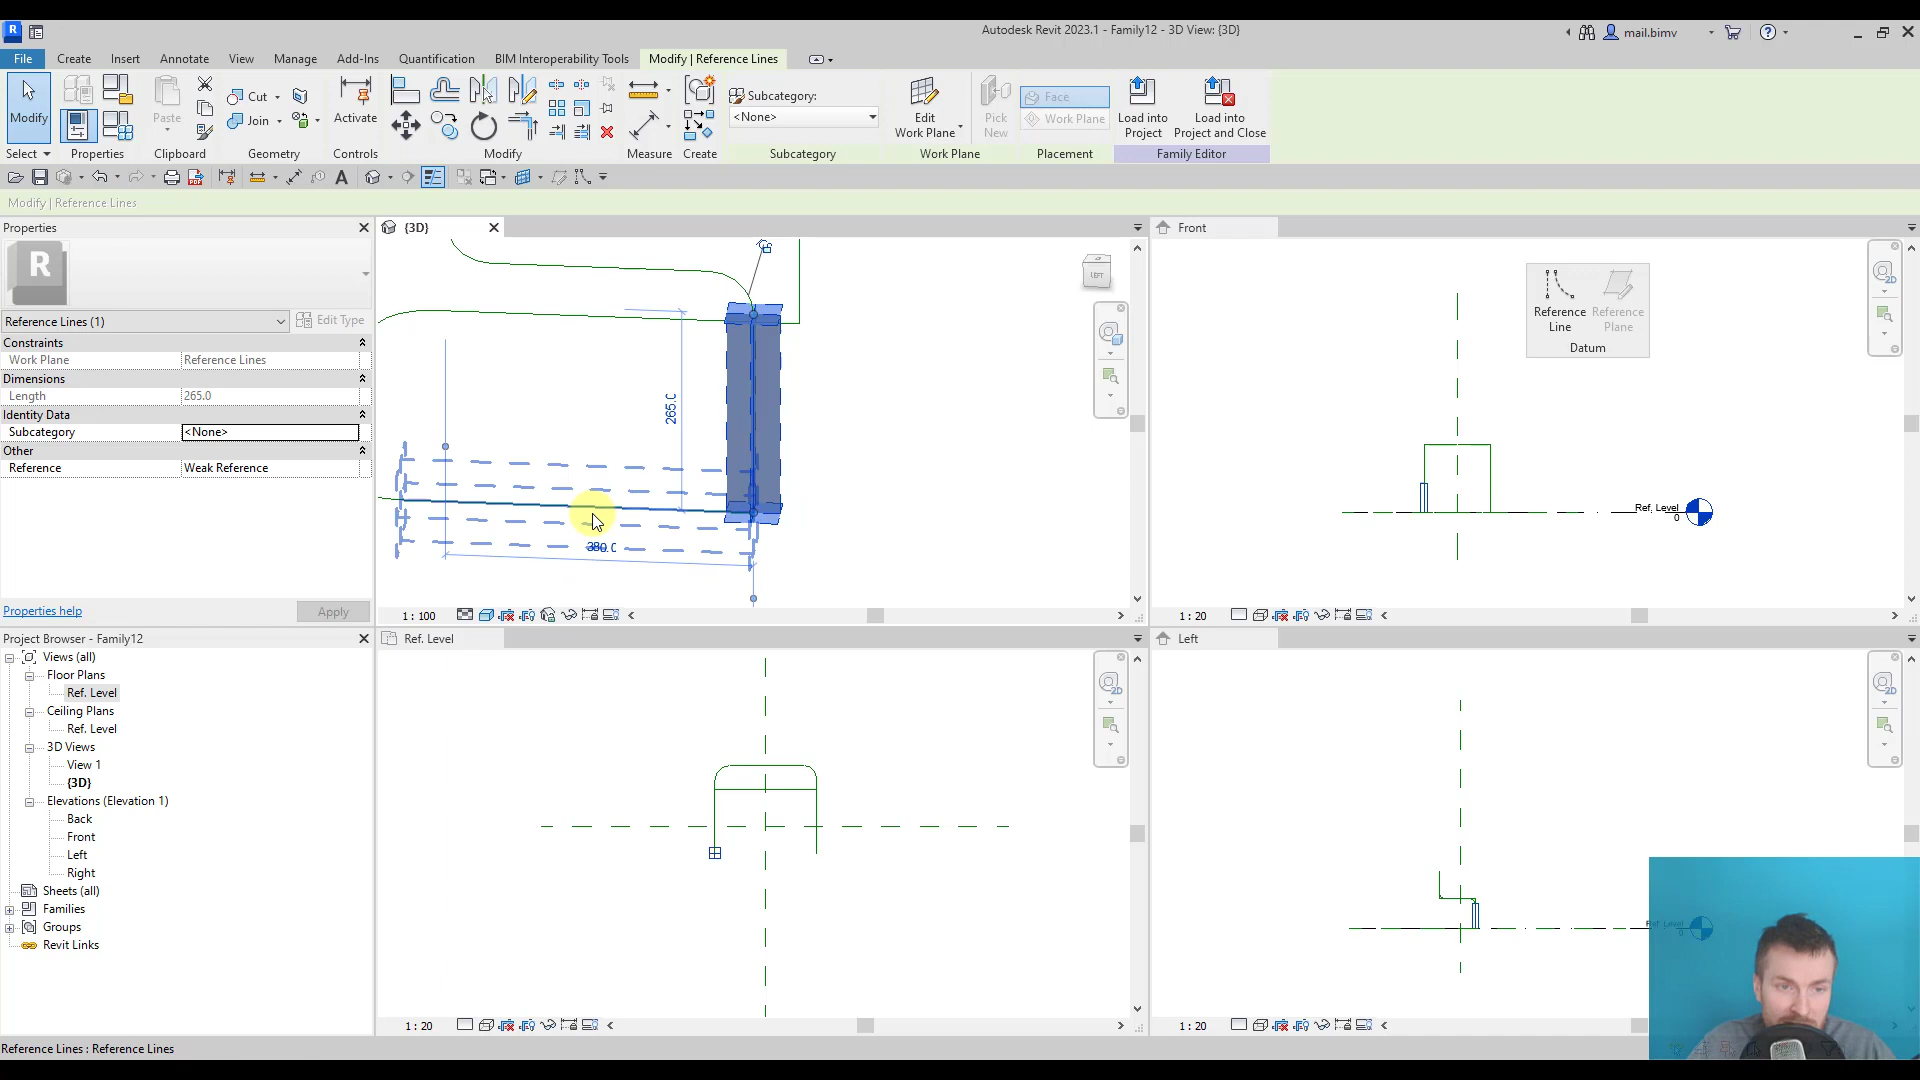 Autodesk Revit 2023.1 - Family12 - 3D View: {3D}
mail.bimv
File
Create
Insert
Annotate
View
Manage
Add-Ins
Quantification
BIM Interoperability Tools
Modify | Reference Lines
Modify
Paste
Cut
Join
Activate
Subcategory:
<None>
Edit
Work Plane
Pick
New
Face
Work Plane
Load into
Project
Load into
Project and Close
Select
Properties
Clipboard
Geometry
Controls
Modify
Measure
Create
Subcategory
Work Plane
Placement
Family Editor
Modify | Reference Lines
Properties
R
Reference Lines (1)
Edit Type
Constraints
Work Plane
Reference Lines
Dimensions
Length
265.0
Identity Data
Subcategory
<None>
Other
Reference
Weak Reference
Properties help
Apply
Project Browser - Family12
Views (all)
Floor Plans
Ref. Level
Ceiling Plans
Ref. Level
3D Views
View 1
{3D}
Elevations (Elevation 1)
Back
Front
Left
Right
Sheets (all)
Families
Groups
Revit Links
Reference Lines : Reference Lines
{3D}
LEFT
265.0
1 : 100
Front
Reference
Line
Reference
Plane
Datum
Ref. Level
0
1 : 20
Ref. Level
1 : 20
Left
1 : 20